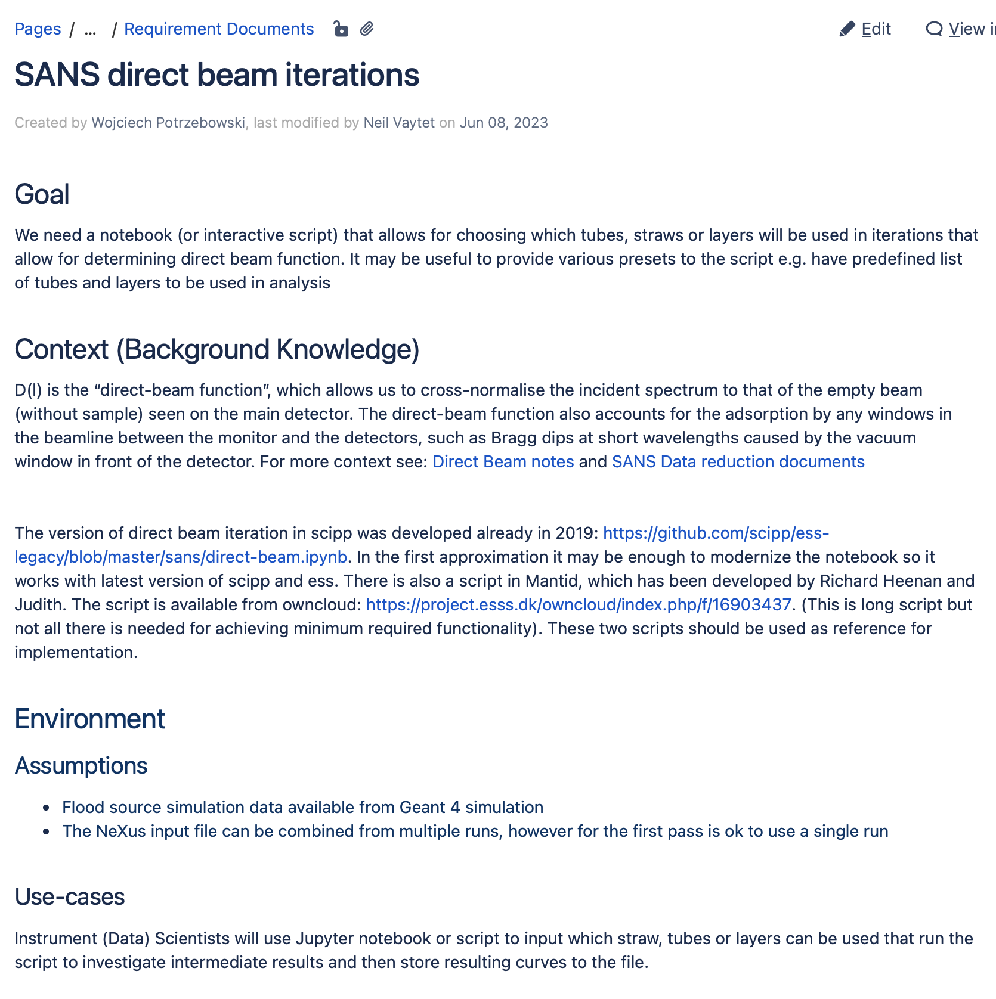 Pages / ... / Requirement Documents
Edit View in
SANS direct beam iterations
Created by Wojciech Potrzebowski, last modified by Neil Vaytet on Jun 08, 2023
Goal
We need a notebook (or interactive script) that allows for choosing which tubes, straws or layers will be used in iterations that
allow for determining direct beam function. It may be useful to provide various presets to the script e.g. have predefined list
of tubes and layers to be used in analysis
Context (Background Knowledge)
D(l) is the “direct-beam function”, which allows us to cross-normalise the incident spectrum to that of the empty beam
(without sample) seen on the main detector. The direct-beam function also accounts for the adsorption by any windows in
the beamline between the monitor and the detectors, such as Bragg dips at short wavelengths caused by the vacuum
window in front of the detector. For more context see: Direct Beam notes and SANS Data reduction documents
The version of direct beam iteration in scipp was developed already in 2019: https://github.com/scipp/ess-
legacy/blob/master/sans/direct-beam.ipynb. In the first approximation it may be enough to modernize the notebook so it
works with latest version of scipp and ess. There is also a script in Mantid, which has been developed by Richard Heenan and
Judith. The script is available from owncloud: https://project.esss.dk/owncloud/index.php/f/16903437. (This is long script but
not all there is needed for achieving minimum required functionality). These two scripts should be used as reference for
implementation.
Environment
Assumptions
• Flood source simulation data available from Geant 4 simulation
• The NeXus input file can be combined from multiple runs, however for the first pass is ok to use a single run
Use-cases
Instrument (Data) Scientists will use Jupyter notebook or script to input which straw, tubes or layers can be used that run the
script to investigate intermediate results and then store resulting curves to the file.